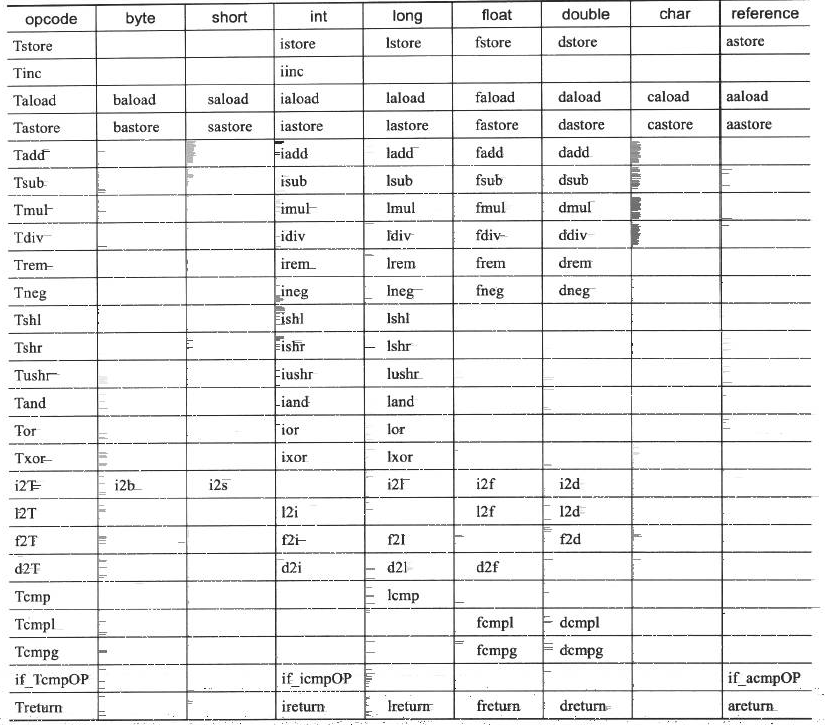 opcode byte short int long float double char reference
Tstore istore lstore fstore dstore astore
Tinc iinc
Taload baload saload iaload laload faload daload caload aaload
Tastore bastore sastore iastore lastore fastore dastore castore aastore
Tadd iadd ladd fadd dadd
Tsub isub lsub fsub dsub
Tmul imul lmul fmul dmul
Tdiv idiv ldiv fdiv ddiv
Trem irem lrem frem drem
Tneg ineg lneg fneg dneg
Tshl ishl lshl
Tshr ishr lshr
Tushr iushr lushr
Tand iand land
Tor ior lor
Txor ixor lxor
i2T i2b i2s i2l i2f i2d
l2T l2i l2f l2d
f2T f2i f2l f2d
d2T d2i d2l d2f
Tcmp lcmp
Tcmpl fcmpl dcmpl
Tcmpg fcmpg dcmpg
if_TcmpOP if_icmpOP if_acmpOP
Treturn ireturn lreturn freturn dreturn areturn